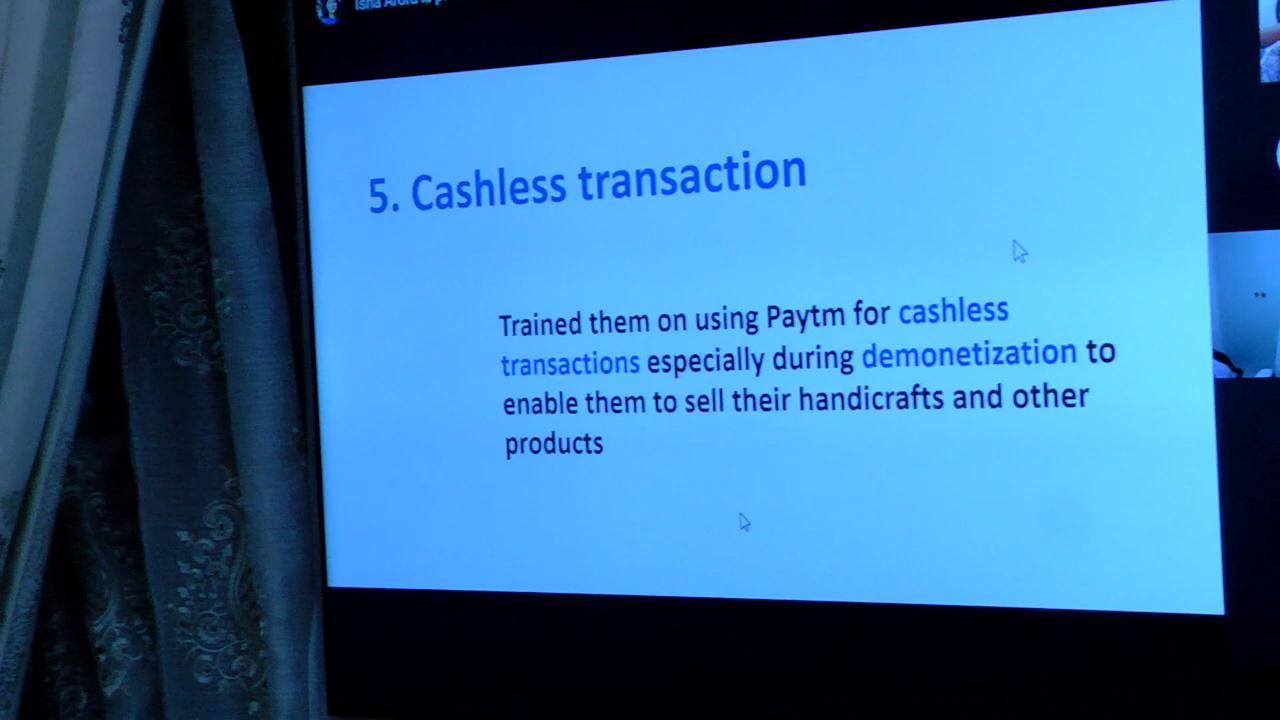 5. Cashless transaction
Trained them on using Paytm for cashless
transactions especially during demonetization to
enable them to sell their handicrafts and other
products